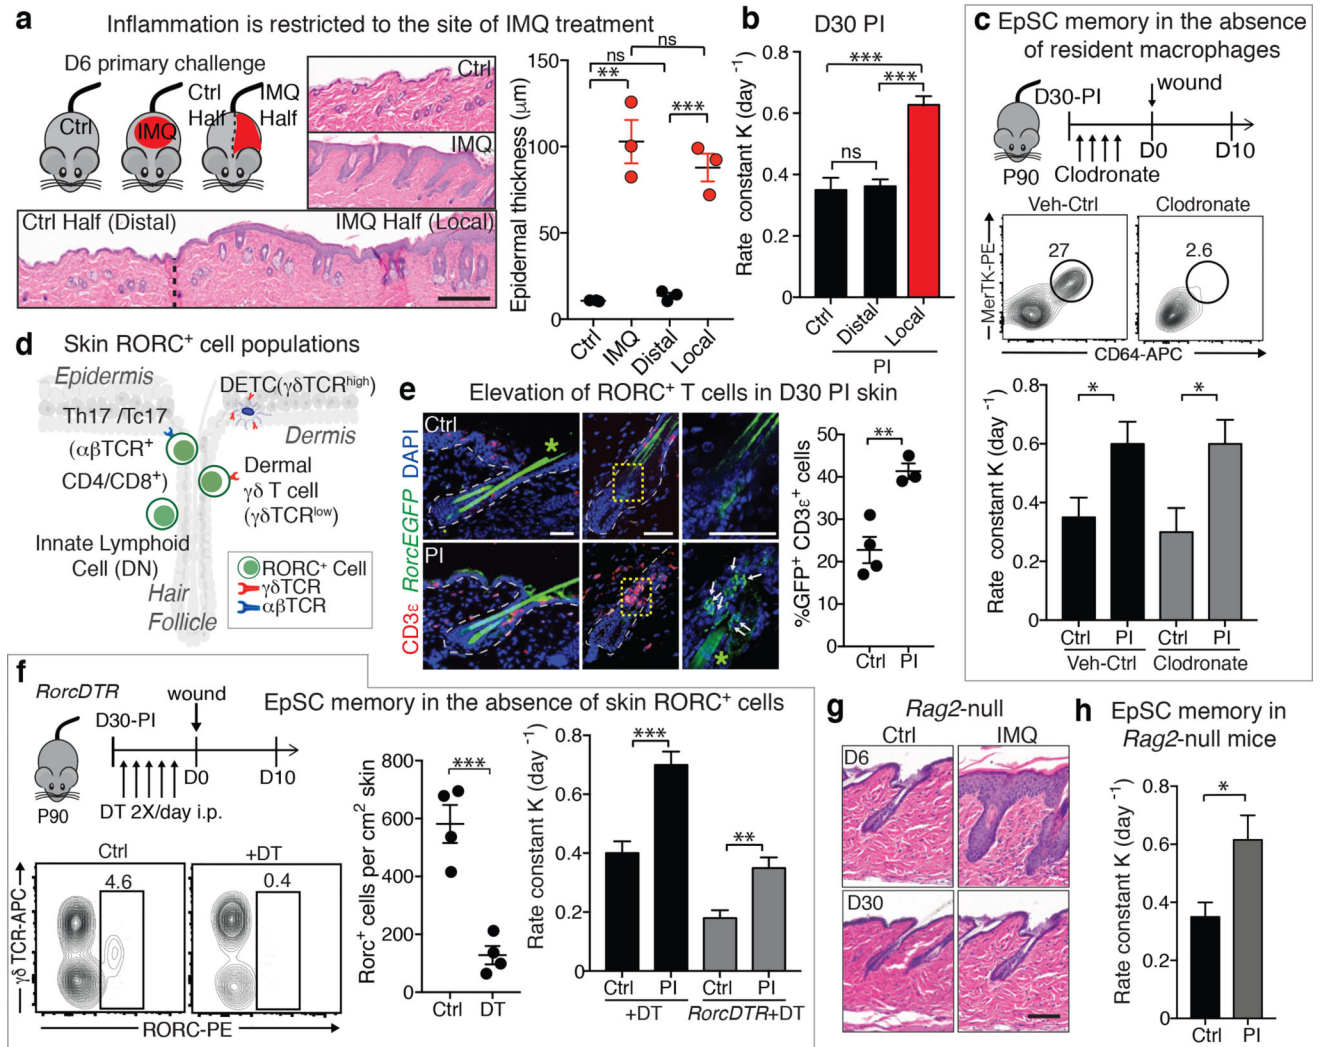 a Inflammation is restricted to the site of IMQ treatment
D6 primary challenge
Ctrl
IMQ
Ctrl
Half
IMQ
Half
Ctrl
IMQ
Ctrl Half (Distal)
IMQ Half (Local)
Epidermal thickness (μm)
150
100
50
0
ns
ns
**
***
Ctrl
IMQ
Distal
Local
b D30 PI
Rate constant K (day -1)
0.8
0.6
0.4
0.2
0
***
***
ns
Ctrl
Distal
Local
PI
c EpSC memory in the absence
of resident macrophages
D30-PI
wound
P90
Clodronate
D0
D10
Veh-Ctrl
Clodronate
27
2.6
MerTK-PE
CD64-APC
Rate constant K (day -1)
0.8
0.6
0.4
0.2
0
*
*
Ctrl PI Ctrl PI
Veh-Ctrl Clodronate
d Skin RORC+ cell populations
Epidermis
DETC(γδTCRhigh)
Th17 /Tc17
(αβTCR+
CD4/CD8+)
Dermis
Dermal
γδ T cell
(γδTCRlow)
Innate Lymphoid
Cell (DN)
Hair
Follicle
RORC+ Cell
γδTCR
αβTCR
e Elevation of RORC+ T cells in D30 PI skin
CD3ε RorcEGFP DAPI
Ctrl
*
PI
*
%GFP+ CD3ε+ cells
50
40
30
20
10
0
**
Ctrl PI
f EpSC memory in the absence of skin RORC+ cells
RorcDTR
D30-PI
wound
D0
D10
P90
DT 2X/day i.p.
Ctrl
+DT
4.6
0.4
γδ TCR-APC
RORC-PE
Rorc+ cells per cm2 skin
800
600
400
200
0
***
Ctrl DT
Rate constant K (day -1)
0.8
0.6
0.4
0.2
0
***
**
Ctrl PI Ctrl PI
+DT RorcDTR+DT
g Rag2-null
Ctrl IMQ
D6
D30
h EpSC memory in
Rag2-null mice
Rate constant K (day -1)
0.8
0.6
0.4
0.2
0
*
Ctrl PI